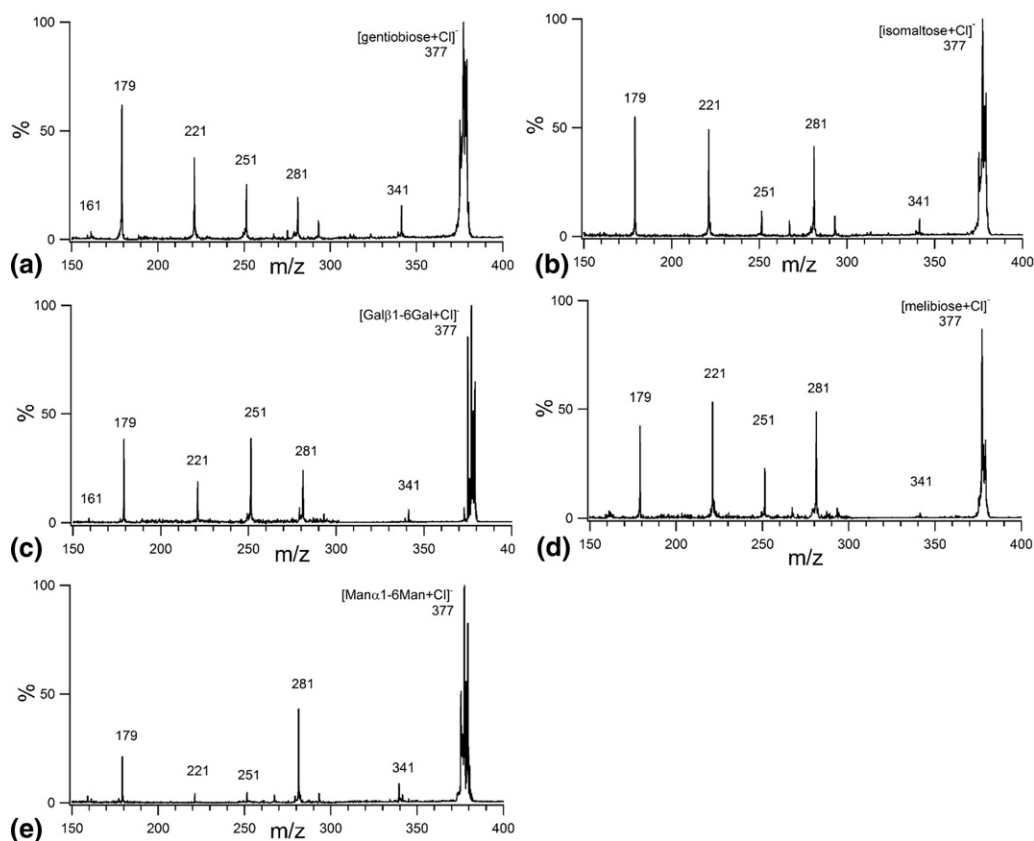 100
[gentiobiose+Cl]⁻
377
179
221
251
281
341
161
50
%
0
150 200 250 300 350 400
m/z
(a)
100
[isomaltose+Cl]⁻
377
179
221
281
251
341
50
%
0
150 200 250 300 350 400
m/z
(b)
100
[Galβ1-6Gal+Cl]⁻
377
179
251
221
281
341
161
50
%
0
150 200 250 300 350 40
m/z
(c)
100
[melibiose+Cl]⁻
377
221
281
179
251
341
50
%
0
150 200 250 300 350 400
m/z
(d)
100
[Manα1-6Man+Cl]⁻
377
281
179
221
251
341
50
%
0
150 200 250 300 350 400
m/z
(e)